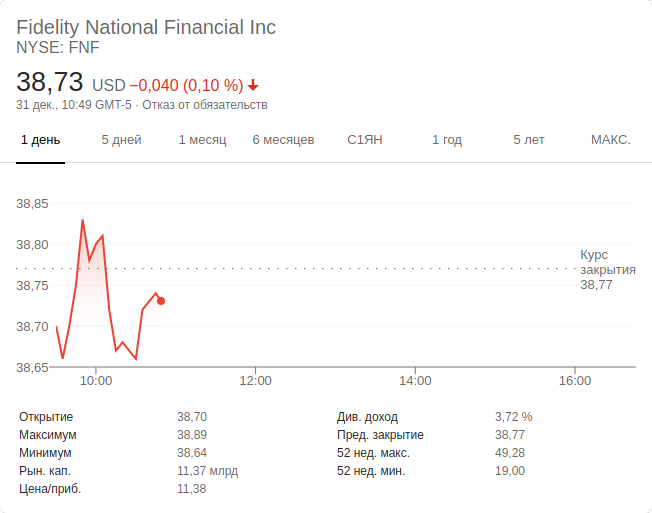 Fidelity National Financial Inc
NYSE: FNF
38,73 USD −0,040 (0,10 %)
31 дек., 10:49 GMT-5 · Отказ от обязательств
1 день 5 дней 1 месяц 6 месяцев С1ЯН 1 год 5 лет МАКС.
38,85
38,80
38,75
38,70
38,65
Курс
закрытия
38,77
10:00 12:00 14:00 16:00
Открытие 38,70 Див. доход 3,72 %
Максимум 38,89 Пред. закрытие 38,77
Минимум 38,64 52 нед. макс. 49,28
Рын. кап. 11,37 млрд 52 нед. мин. 19,00
Цена/приб. 11,38